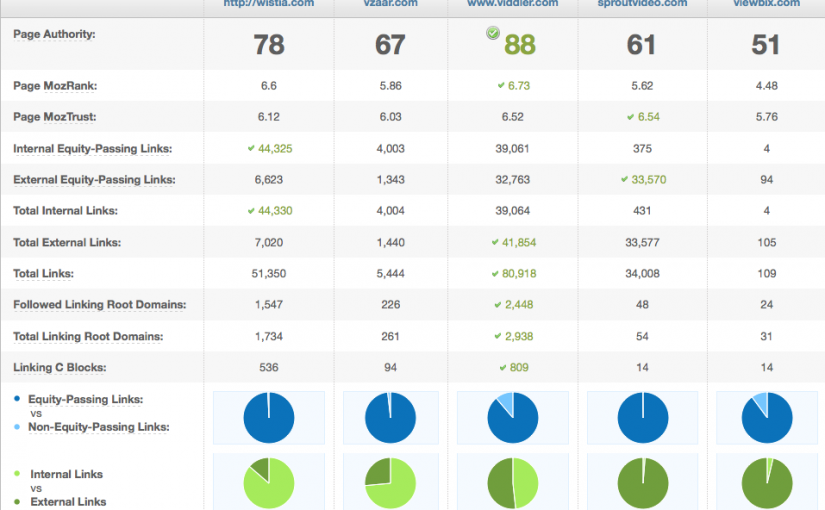 http://wistia.com vzaar.com www.viddler.com sproutvideo.com viewbix.com
Page Authority: 78 67 88 61 51
Page MozRank: 6.6 5.86 6.73 5.62 4.48
Page MozTrust: 6.12 6.03 6.52 6.54 5.76
Internal Equity-Passing Links: 44,325 4,003 39,061 375 4
External Equity-Passing Links: 6,623 1,343 32,763 33,570 94
Total Internal Links: 44,330 4,004 39,064 431 4
Total External Links: 7,020 1,440 41,854 33,577 105
Total Links: 51,350 5,444 80,918 34,008 109
Followed Linking Root Domains: 1,547 226 2,448 48 24
Total Linking Root Domains: 1,734 261 2,938 54 31
Linking C Blocks: 536 94 809 14 14
Equity-Passing Links:
vs
Non-Equity-Passing Links:
Internal Links
vs
External Links